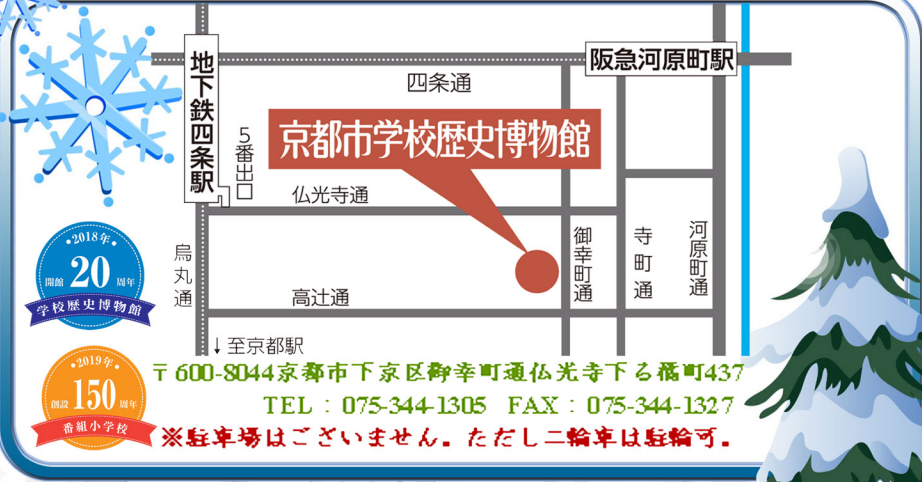 地下鉄四条駅
阪急河原町駅
四条通
5番出口
京都市学校歴史博物館
仏光寺通
御幸町通
寺町通
河原町通
烏丸通
高辻通
↓至京都駅
•2018年•
開館 20 周年
学校歴史博物館
•2019年•
創設 150 周年
番組小学校
〒600-8044京都市下京区御幸町通仏光寺下る橘町437
TEL:075-344-1305 FAX:075-344-1327
※駐車場はございません。ただし二輪車は駐輪可。